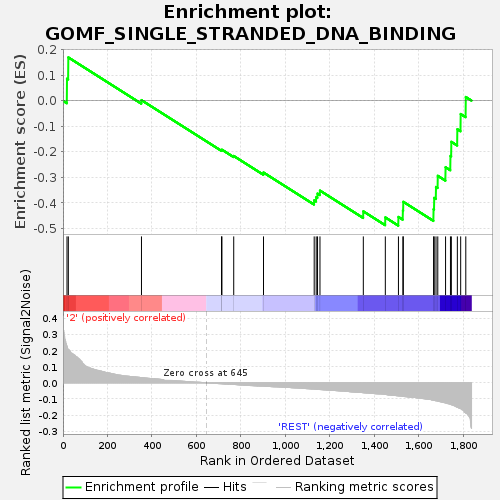 Enrichment plot:
GOMF_SINGLE_STRANDED_DNA_BINDING
Enrichment score (ES)
0.2
0.1
0.0
-0.1
-0.2
-0.3
-0.4
-0.5
'2' (positively correlated)
Ranked list metric (Signal2Noise)
0.4
0.3
0.2
0.1
0.0
-0.1
-0.2
-0.3
Zero cross at 645
'REST' (negatively correlated)
0 200 400 600 800 1,000 1,200 1,400 1,600 1,800
Rank in Ordered Dataset
Enrichment profile Hits Ranking metric scores